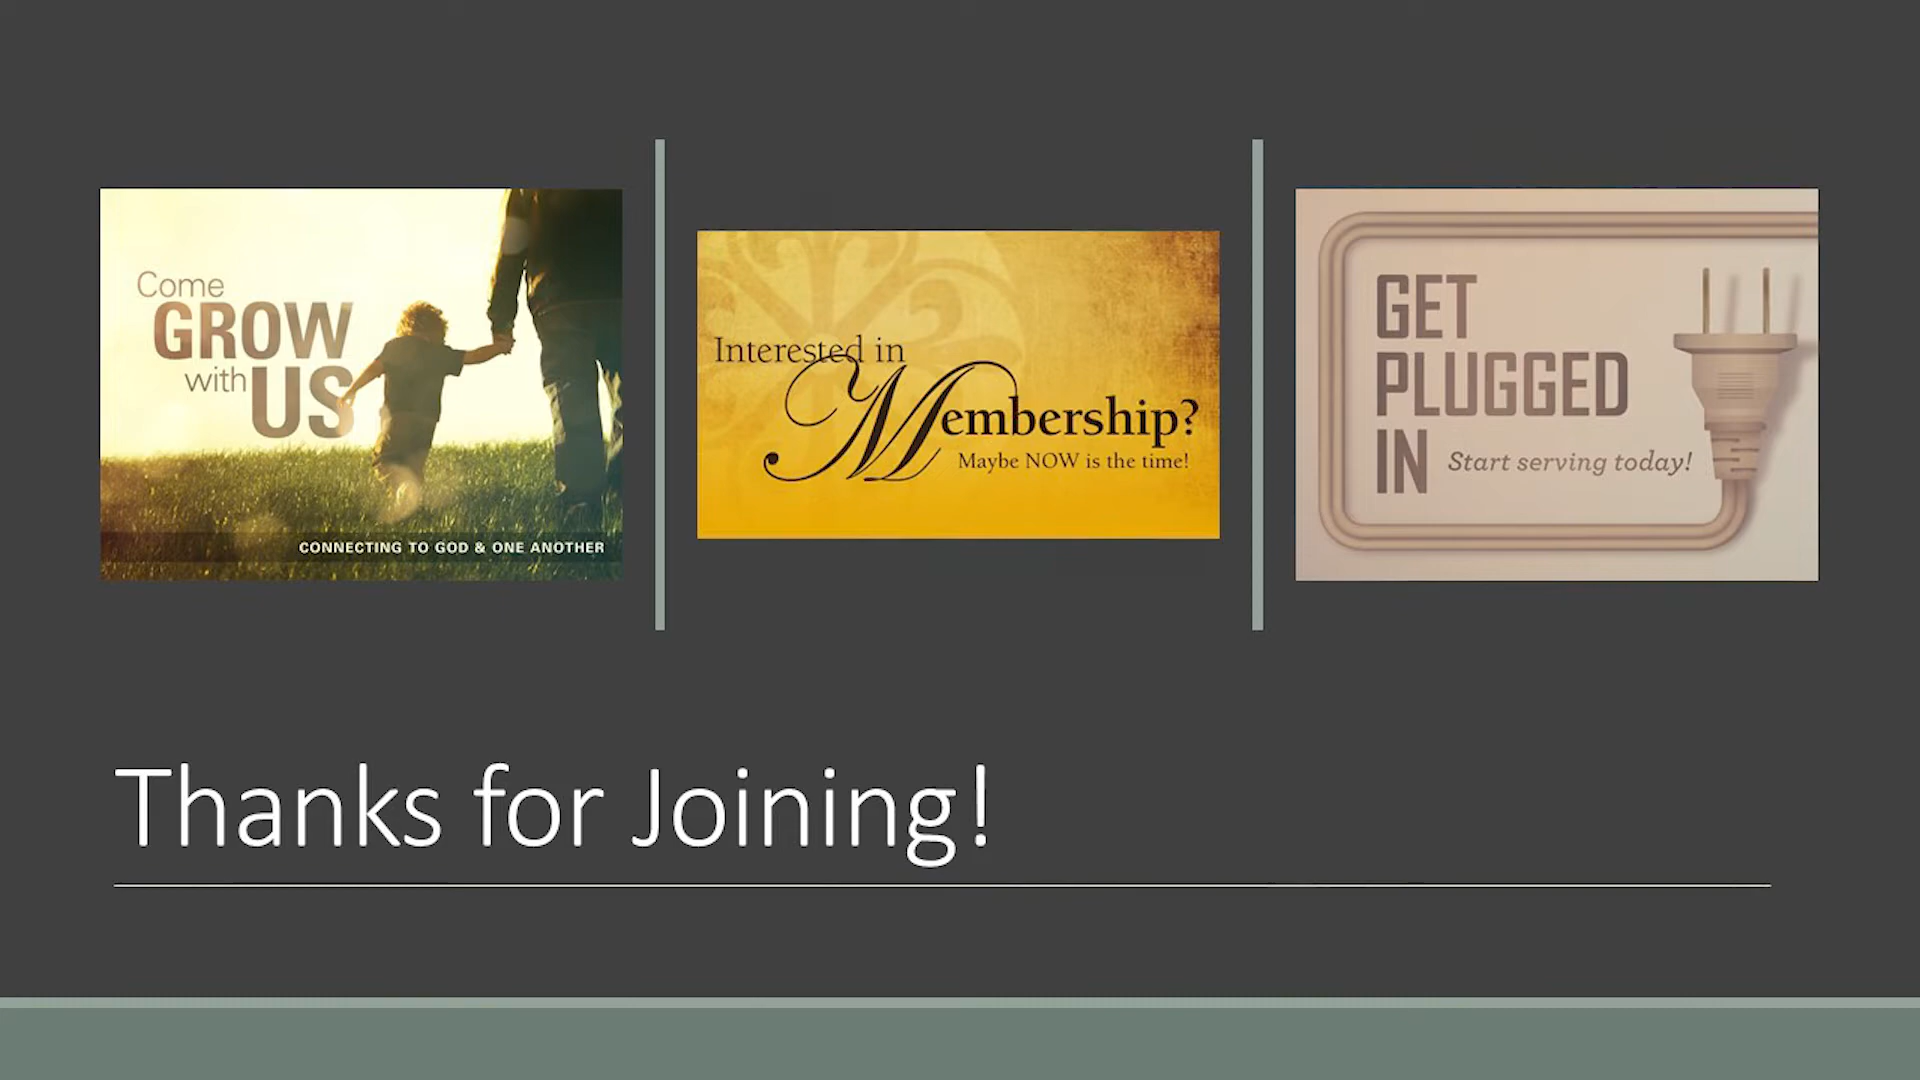 Come
GROW
with US
CONNECTING TO GOD & ONE ANOTHER
Interested in
Membership?
Maybe NOW is the time!
GET
PLUGGED
IN Start serving today!
Thanks for Joining!